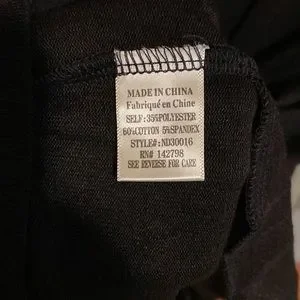 MADE IN CHINA
Fabriqué en Chine
SELF: 35%POLYESTER
60%COTTON 5%SPANDEX
STYLE#: ND30016
RN# 142798
SEE REVERSE FOR CARE